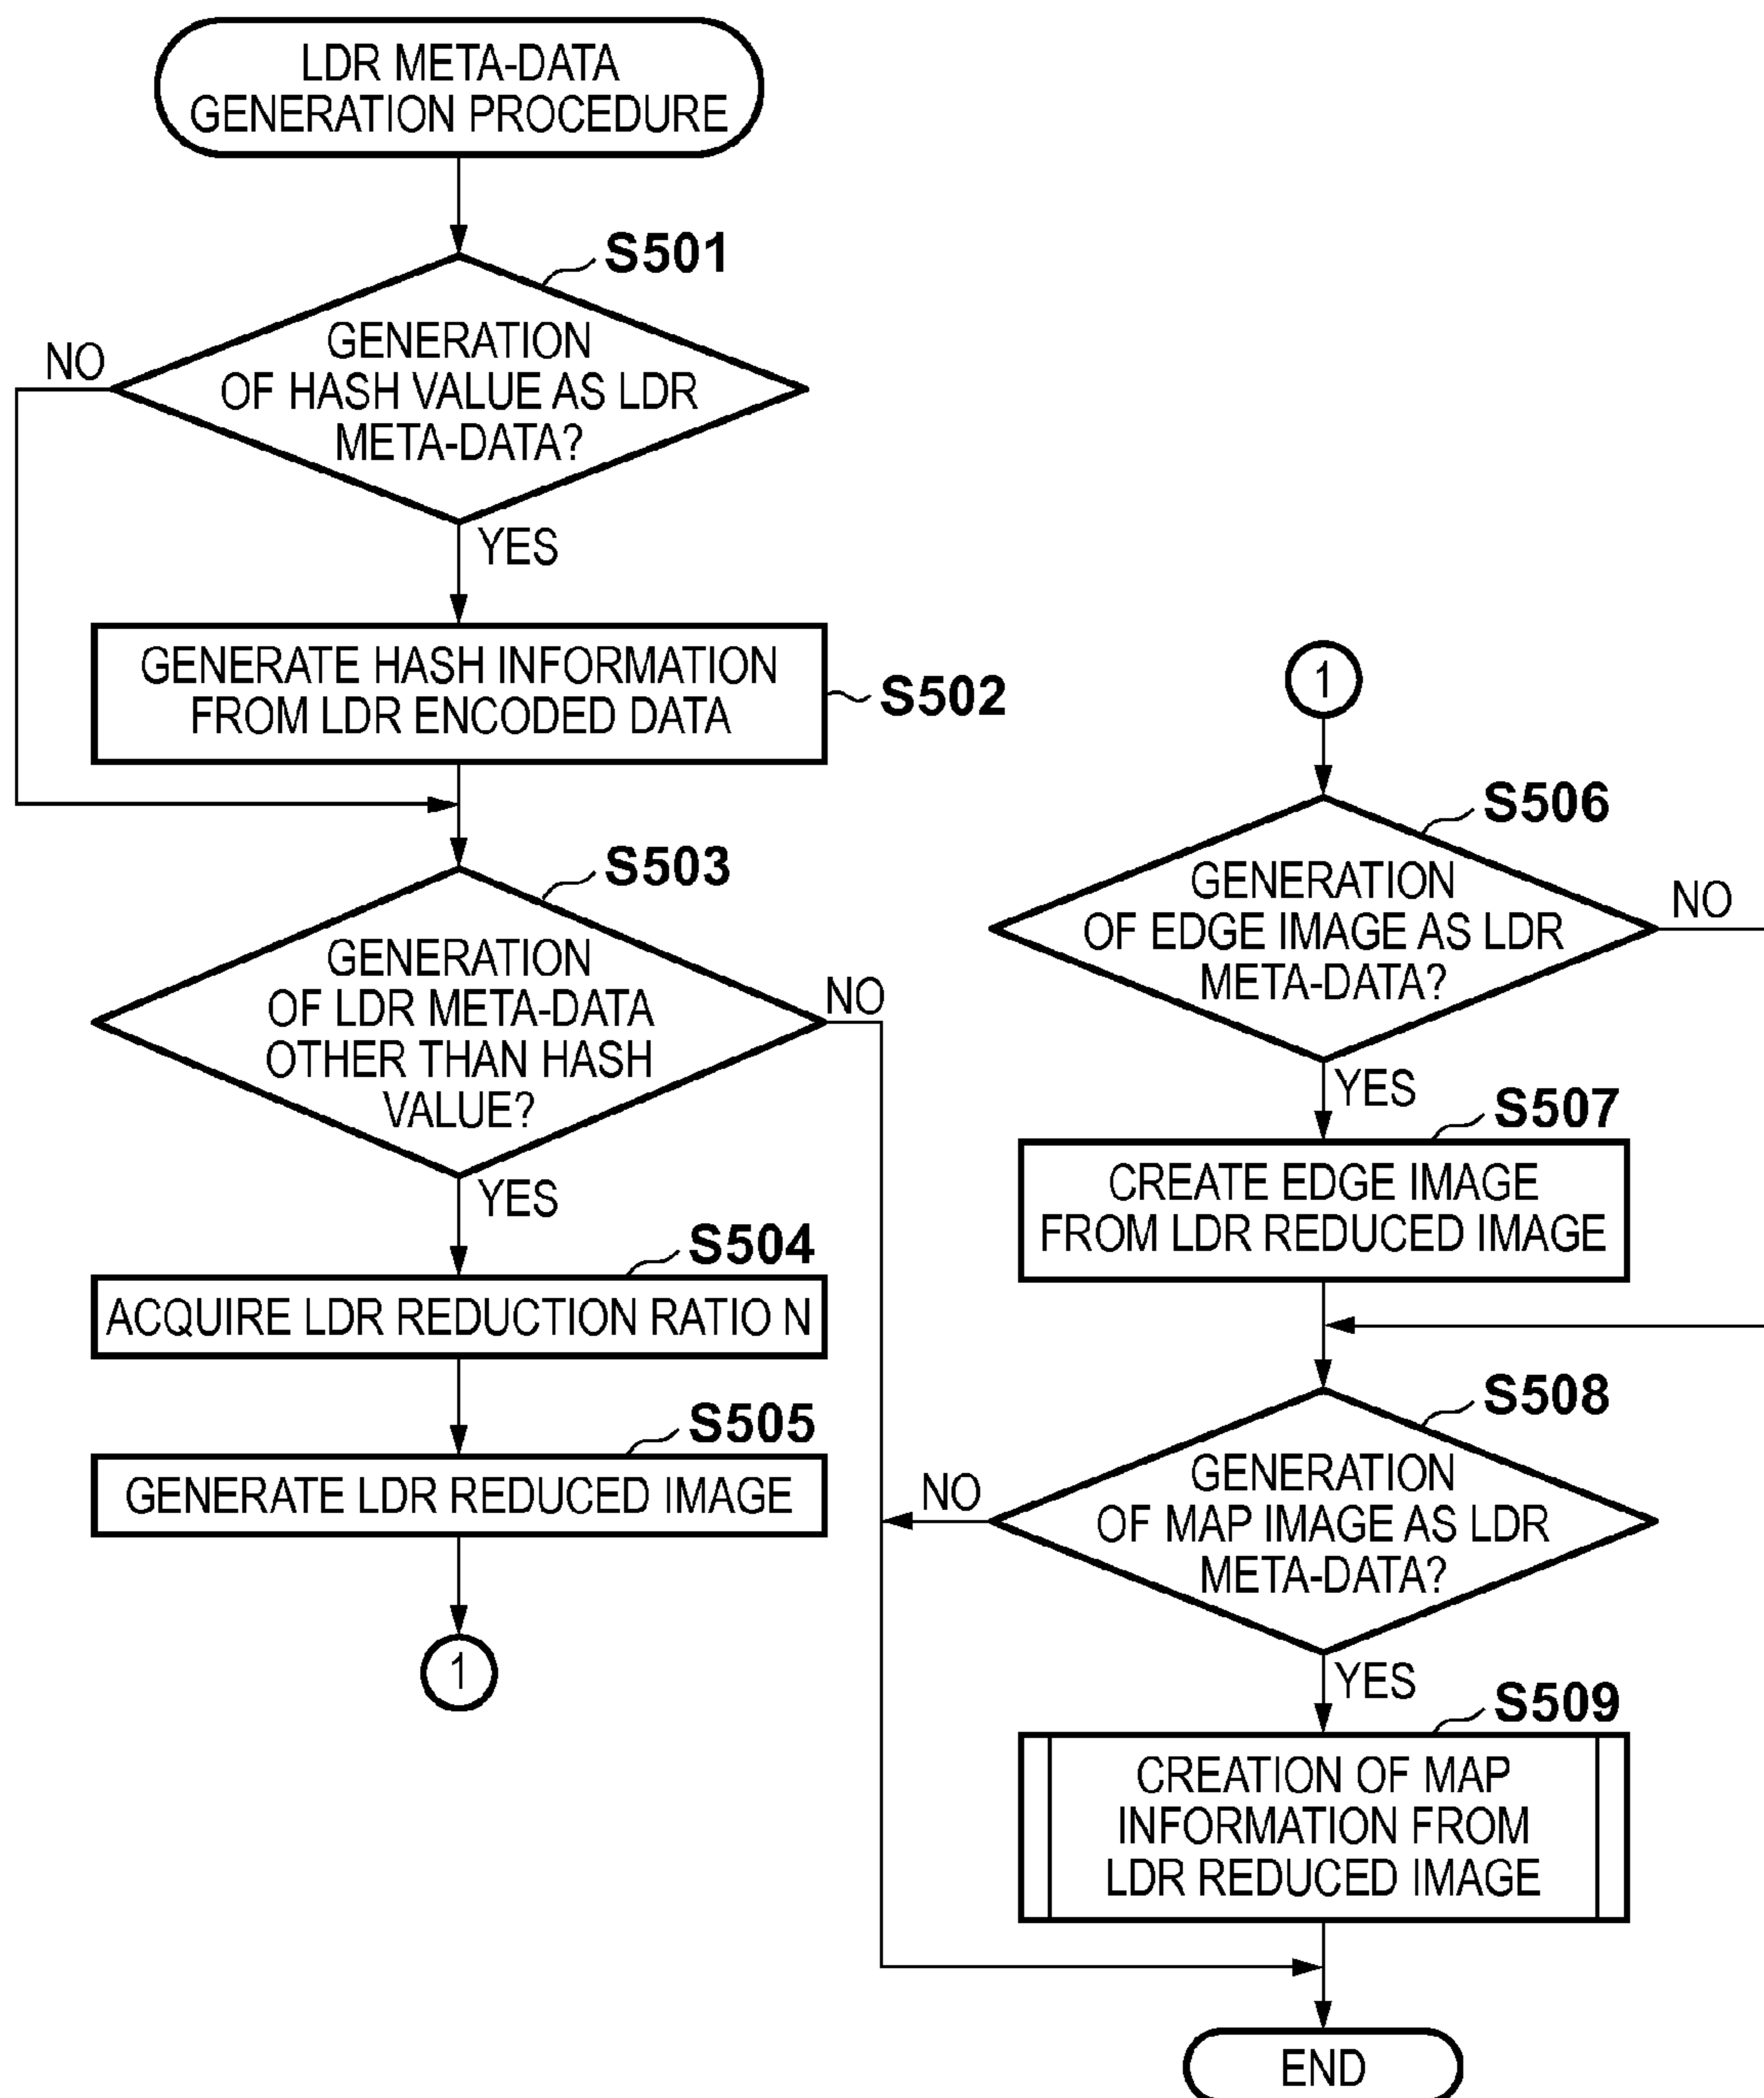 LDR META-DATA
GENERATION PROCEDURE
S501
GENERATION
OF HASH VALUE AS LDR
META-DATA?
NO
YES
GENERATE HASH INFORMATION
FROM LDR ENCODED DATA
S502
S503
GENERATION
OF LDR META-DATA
OTHER THAN HASH
VALUE?
NO
YES
S504
ACQUIRE LDR REDUCTION RATIO N
S505
GENERATE LDR REDUCED IMAGE
1
1
S506
GENERATION
OF EDGE IMAGE AS LDR
META-DATA?
NO
YES
S507
CREATE EDGE IMAGE
FROM LDR REDUCED IMAGE
S508
GENERATION
OF MAP IMAGE AS LDR
META-DATA?
NO
YES
S509
CREATION OF MAP
INFORMATION FROM
LDR REDUCED IMAGE
END